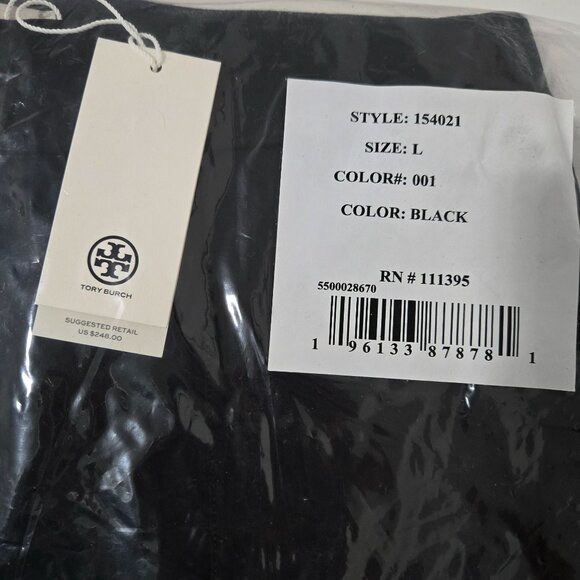 TORY BURCH
SUGGESTED RETAIL
US $248.00
STYLE: 154021
SIZE: L
COLOR#: 001
COLOR: BLACK
RN # 111395
5500028670
1 96133 87878 1